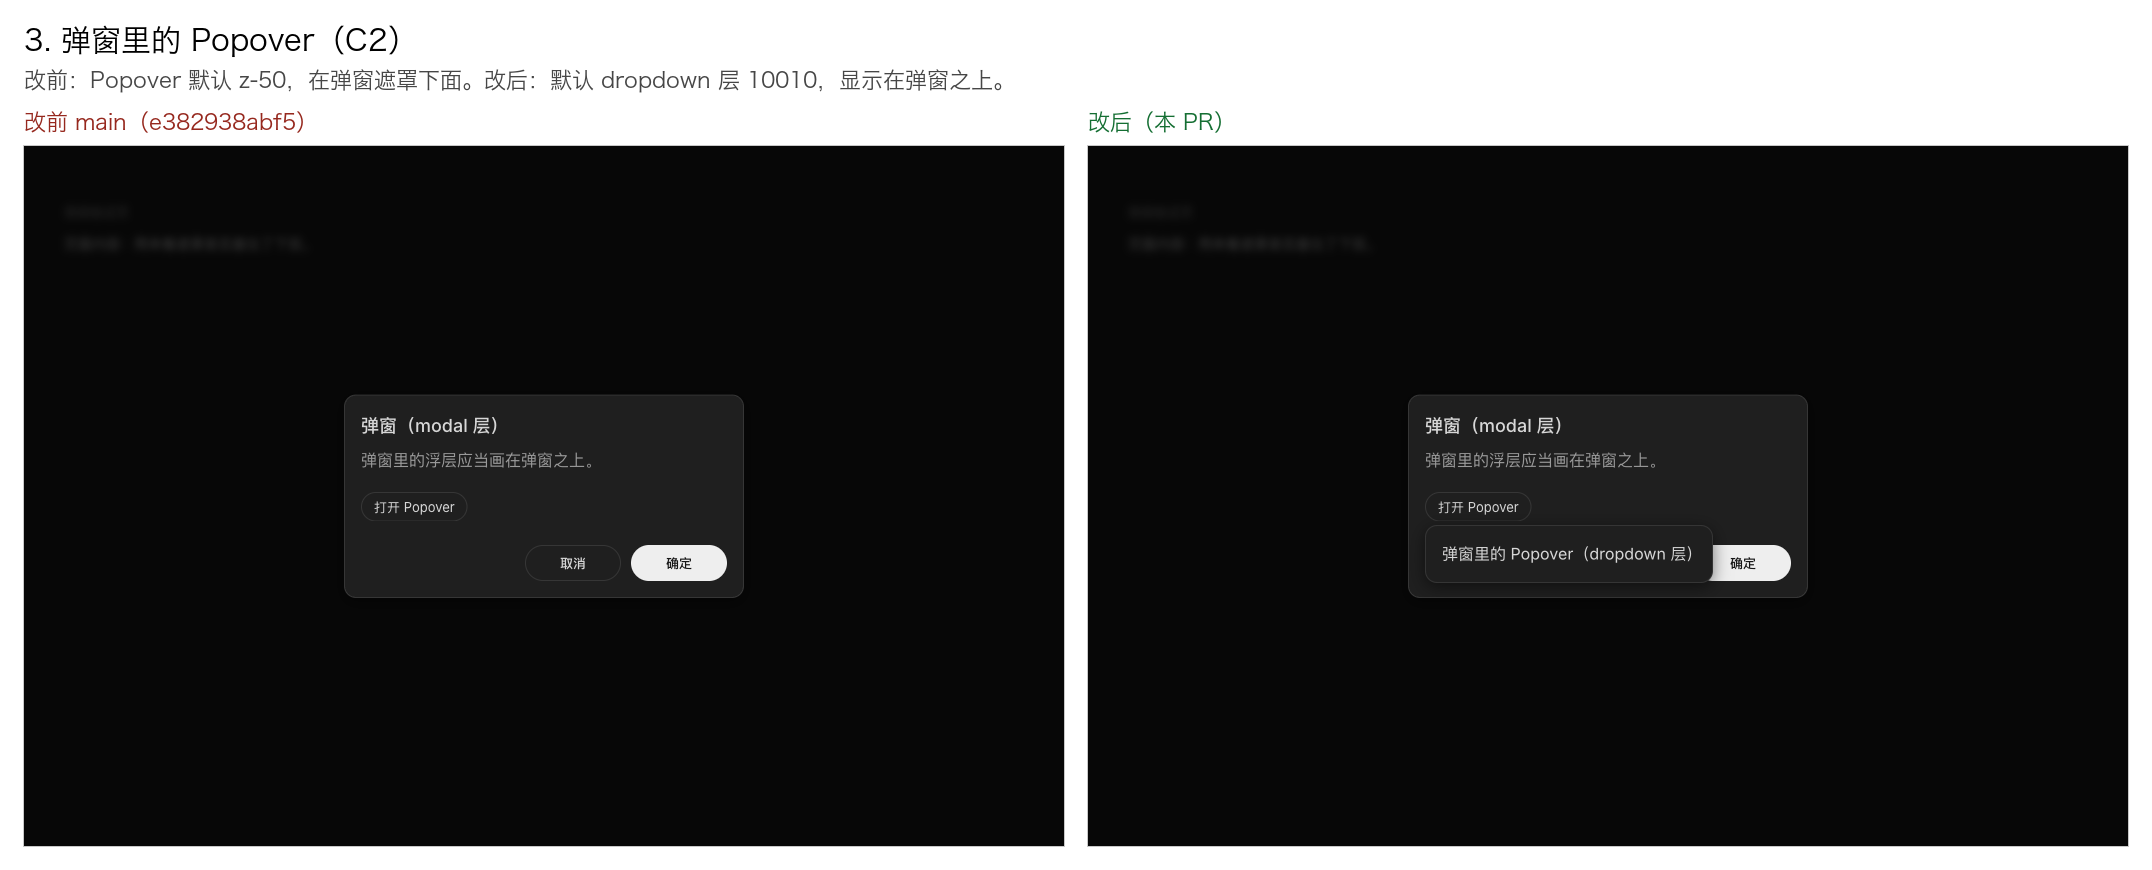 3. 弹窗里的 Popover（C2）
改前：Popover 默认 z-50，在弹窗遮罩下面。改后：默认 dropdown 层 10010，显示在弹窗之上。
改前 main（e382938abf5）
弹窗（modal 层）
弹窗里的浮层应当画在弹窗之上。
打开 Popover
取消
确定
改后（本 PR）
弹窗（modal 层）
弹窗里的浮层应当画在弹窗之上。
打开 Popover
弹窗里的 Popover（dropdown 层）
确定